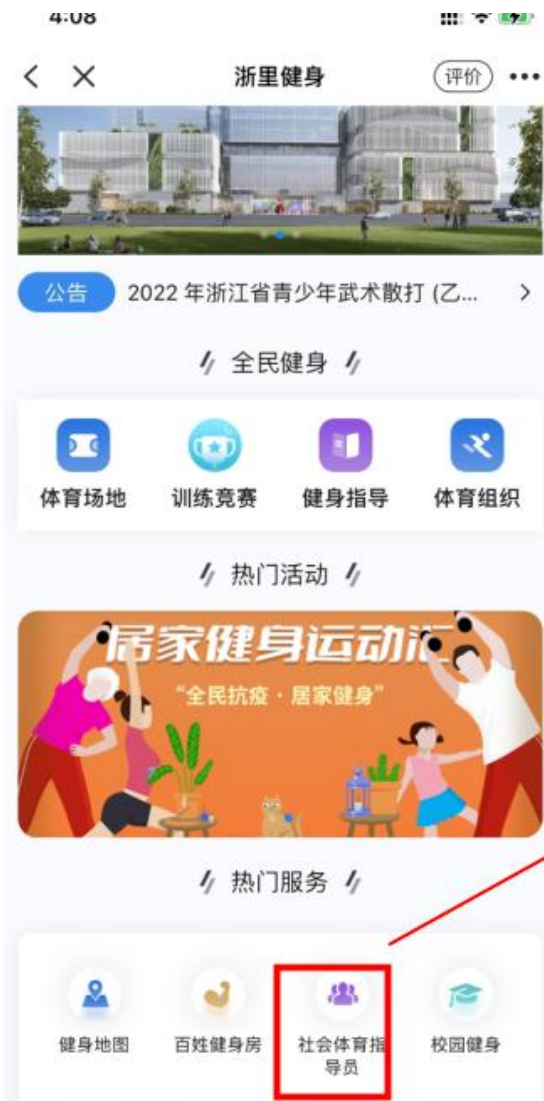 4:08
浙里健身
评价
公告 2022 年浙江省青少年武术散打 (乙...
全民健身
体育场地 训练竞赛 健身指导 体育组织
热门活动
居家健身运动汇
“全民抗疫·居家健身”
热门服务
健身地图 百姓健身房 社会体育指导员 校园健身